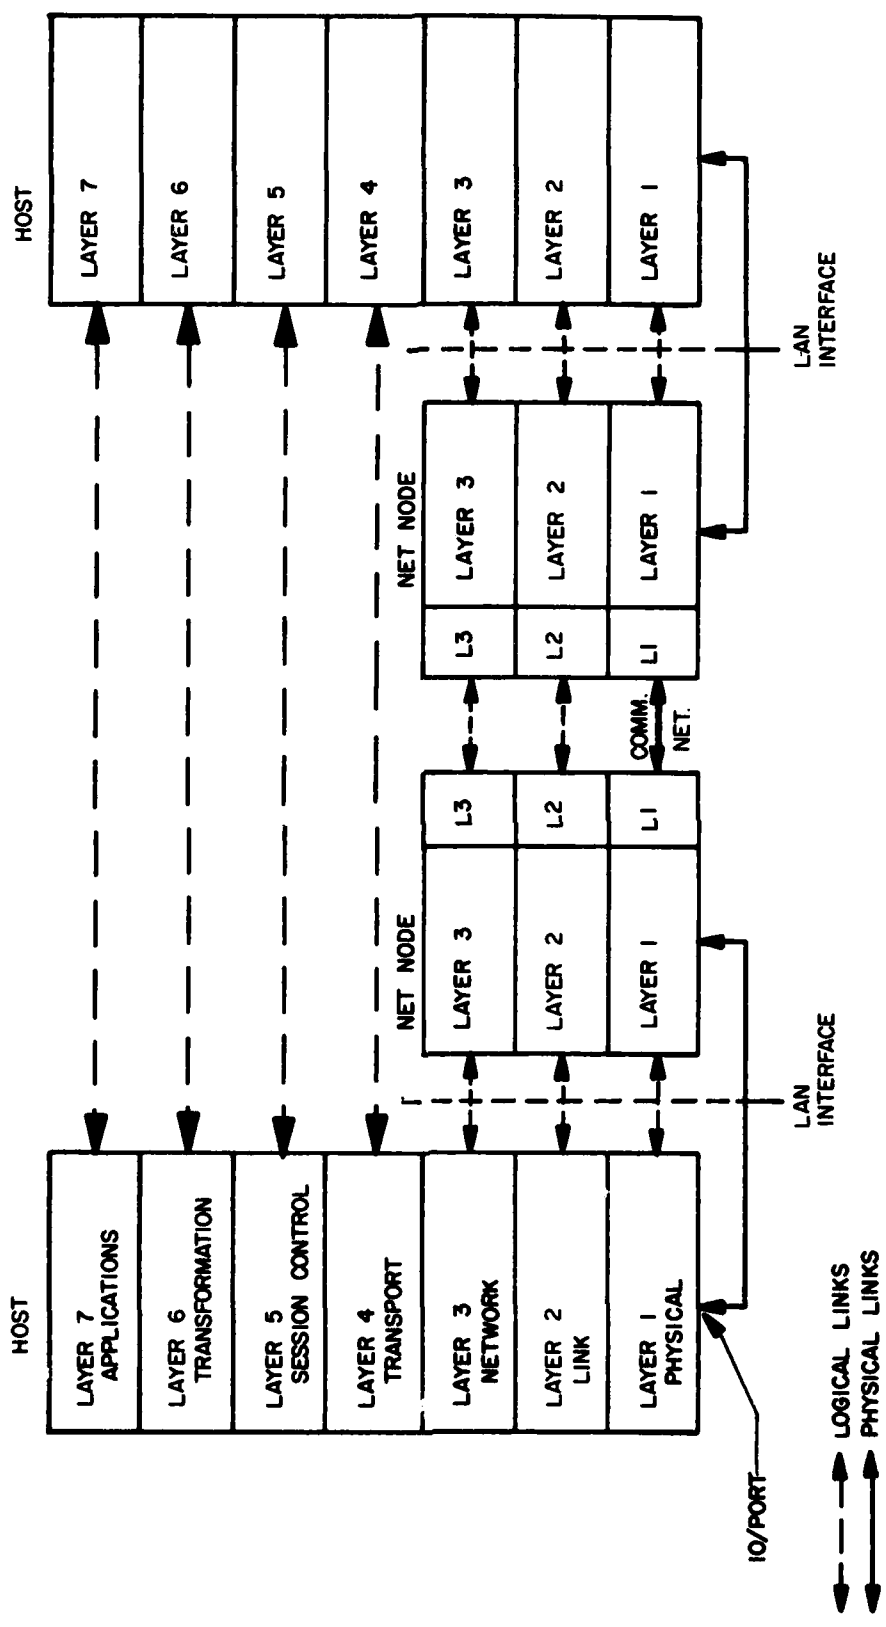 HOST
LAYER 7
APPLICATIONS
LAYER 6
TRANSFORMATION
LAYER 5
SESSION CONTROL
LAYER 4
TRANSPORT
LAYER 3
NETWORK
LAYER 2
LINK
LAYER 1
PHYSICAL
IO/PORT
LAN
INTERFACE
NET NODE
LAYER 3
L3
LAYER 2
L2
LAYER 1
L1
COMM.
NET.
NET NODE
L3
LAYER 3
L2
LAYER 2
L1
LAYER 1
LAN
INTERFACE
HOST
LAYER 7
LAYER 6
LAYER 5
LAYER 4
LAYER 3
LAYER 2
LAYER 1
LOGICAL LINKS
PHYSICAL LINKS